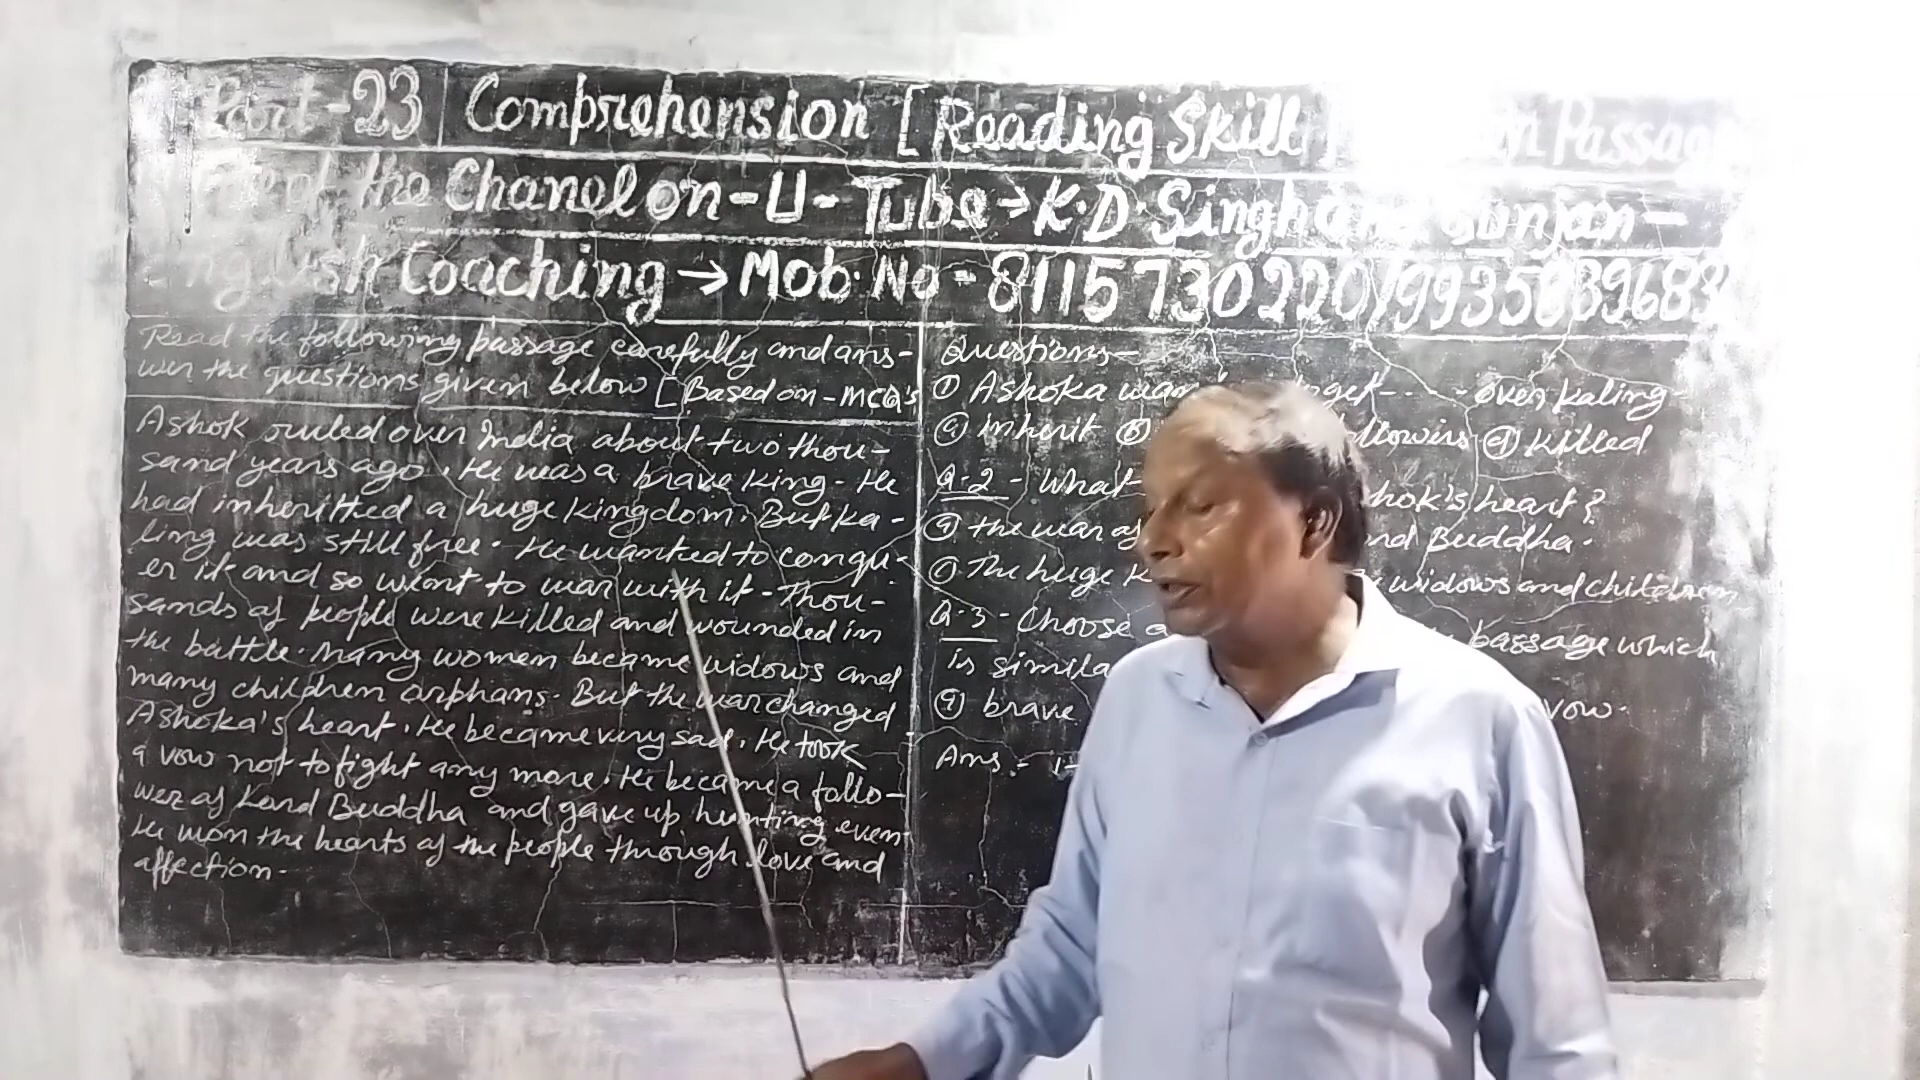 Part-23 Comprehension [Reading Skill] Passage
the Chanel on-U-Tube→K.D.Singh Gunjan-
English Coaching → Mob.No - 8115730220/9935
Read the following passage carefully and ans-
wer the questions given below [Based on-MCQ's
Ashok ruled over India about two thou-
sand years ago. He was a brave king. He
had inheritted a huge kingdom. But Ka-
ling was still free. He wanted to conqu-
er it and so went to war with it. Thou-
sands of people were killed and wounded in
the battle. Many women became widows and
many children orphans. But the war changed
Ashoka's heart. He became very sad. He took
a vow not to fight any more. He became a follo-
wer of Lord Buddha and gave up hunting even.
He won the hearts of the people through love and
affection.
Questions-
① Ashoka get- - - - over Kaling-
ⓐ inherit ⓑ ⓓ killed
Q.2 - What heart?
ⓐ the war of Buddha.
ⓒ The huge widows and children
Q.3 - Choose a passage which
is simila
ⓐ brave vow.
Ans.- i-